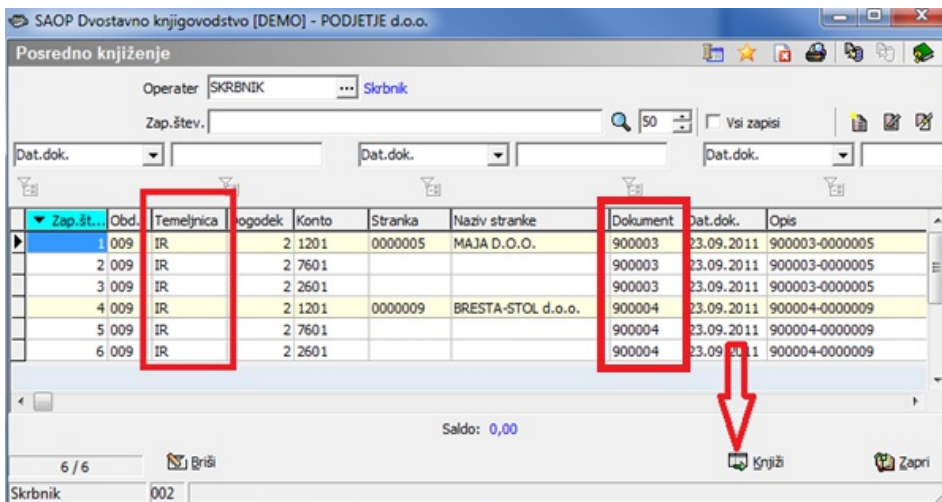 SAOP Dvostavno knjigovodstvo [DEMO] - PODJETJE d.o.o.
Posredno knjiženje
Operater SKRBNIK ... Skrbnik
Zap.štev. 50 Vsi zapisi
Dat.dok. Dat.dok. Dat.dok.
Zap.št... Obd. Temeljnica Dogodek Konto Stranka Naziv stranke Dokument Dat.dok. Opis
1 009 IR 2 1201 0000005 MAJA D.O.O. 900003 23.09.2011 900003-0000005
2 009 IR 2 7601 900003 23.09.2011 900003-0000005
3 009 IR 2 2601 900003 23.09.2011 900003-0000005
4 009 IR 2 1201 0000009 BRESTA-STOL d.o.o. 900004 23.09.2011 900004-0000009
5 009 IR 2 7601 900004 23.09.2011 900004-0000009
6 009 IR 2 2601 900004 23.09.2011 900004-0000009
Saldo: 0,00
6 / 6 Briši Knjiži Zapri
Skrbnik 002